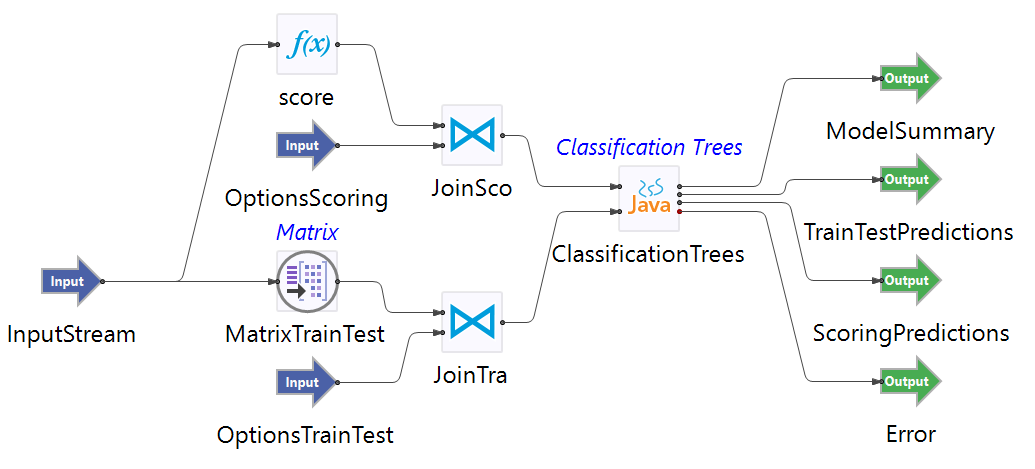 f(x)
score
Input
OptionsScoring
Matrix
Input
InputStream
MatrixTrainTest
Input
OptionsTrainTest
JoinSco
JoinTra
Classification Trees
Java
ClassificationTrees
Output
ModelSummary
Output
TrainTestPredictions
Output
ScoringPredictions
Output
Error